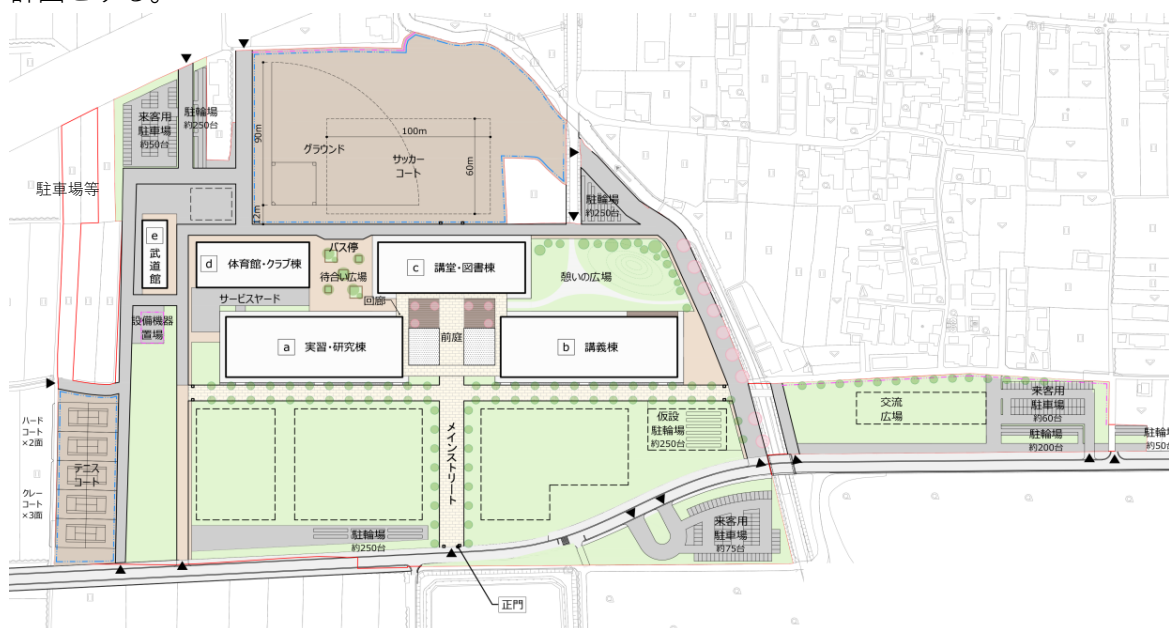 計画とする。
来客用
駐車場
約50台
駐輪場
約250台
駐車場等
90m
12m
グラウンド
100m
サッカー
コート
60m
駐輪場
約250台
e
武
道
館
d 体育館・クラブ棟
バス停
待合い広場
c 講堂・図書棟
憩いの広場
サービスヤード
回廊
設備機器
置場
a 実習・研究棟
前庭
b 講義棟
メインストリート
仮設
駐輪場
約250台
交流
広場
来客用
駐車場
約60台
駐輪場
約200台
駐輪場
約50台
ハード
コート
×2面
テニス
コート
クレー
コート
×3面
駐輪場
約250台
来客用
駐車場
約75台
正門